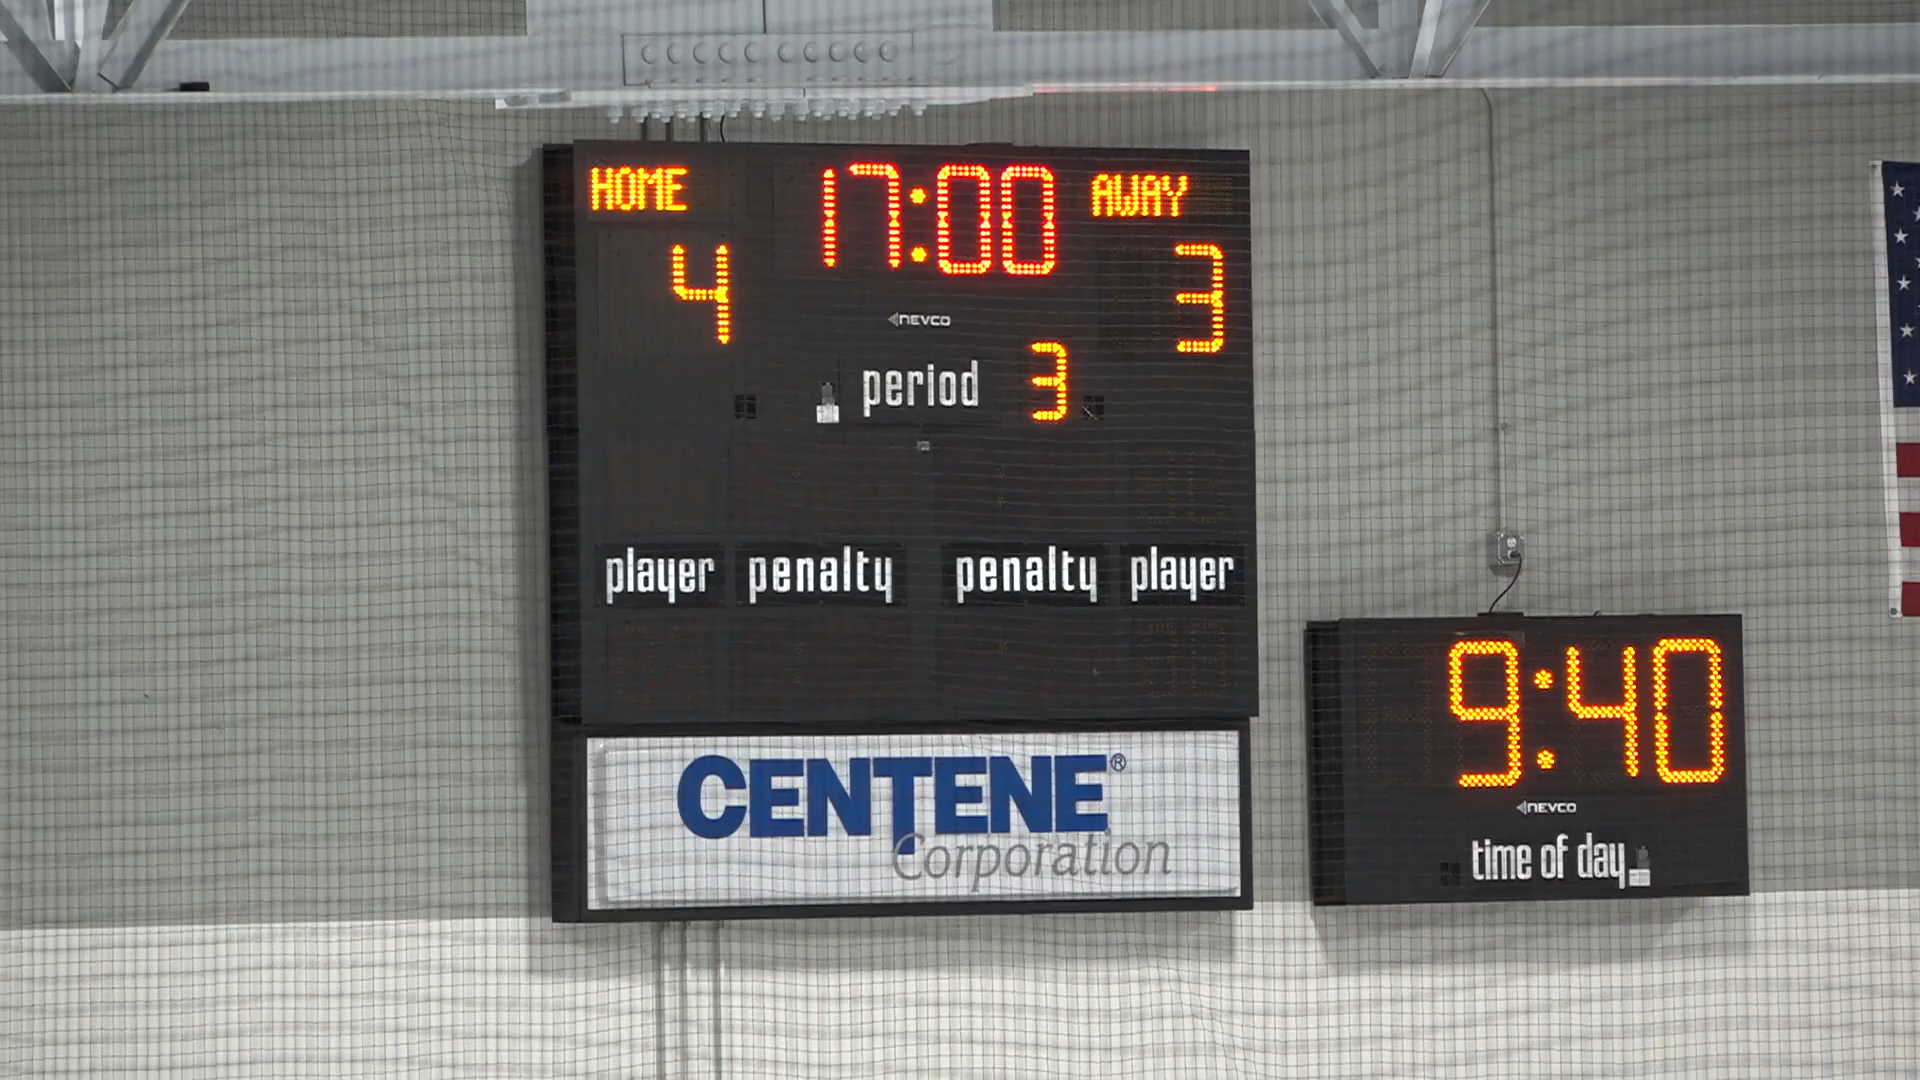 HOME 17:00 AWAY
4 3
NEVCO
period 3
player penalty penalty player
CENTENE®
Corporation
9:40
NEVCO
time of day